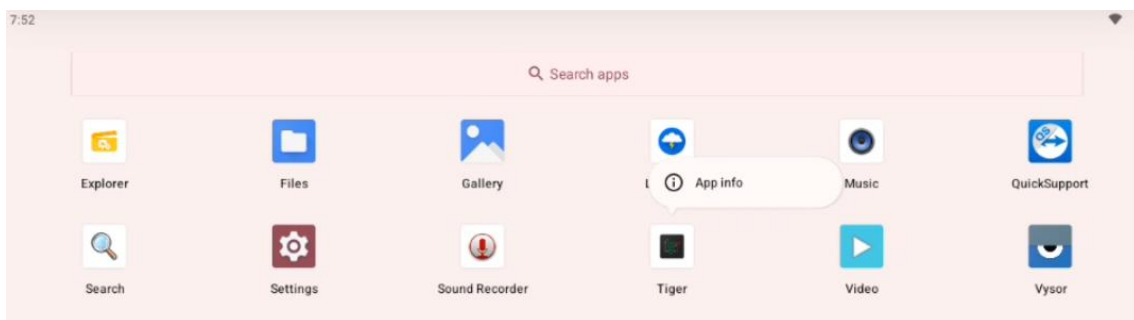 7:52
Search apps
Explorer
Files
Gallery
L
App info
Music
QuickSupport
Search
Settings
Sound Recorder
Tiger
Video
Vysor